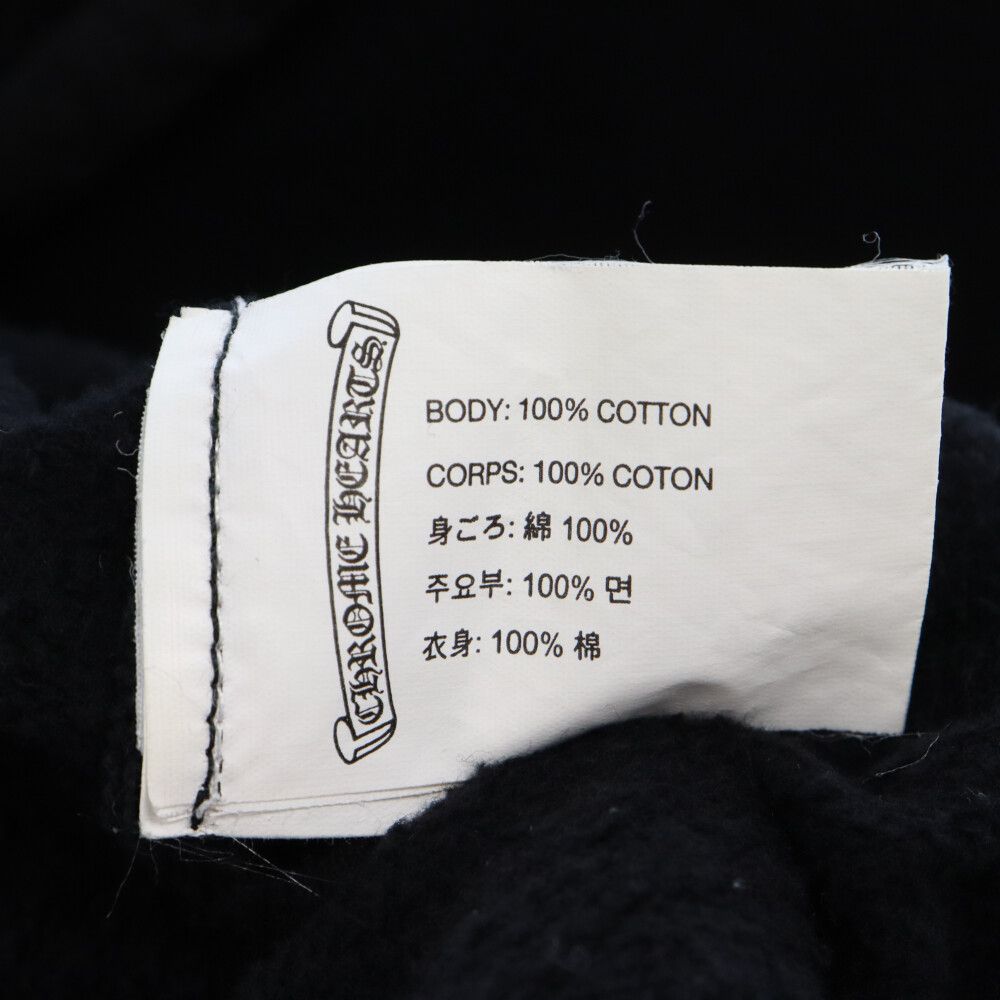 CHROME HEARTS
BODY: 100% COTTON
CORPS: 100% COTON
身ごろ: 綿 100%
주요부: 100% 면
衣身: 100% 棉